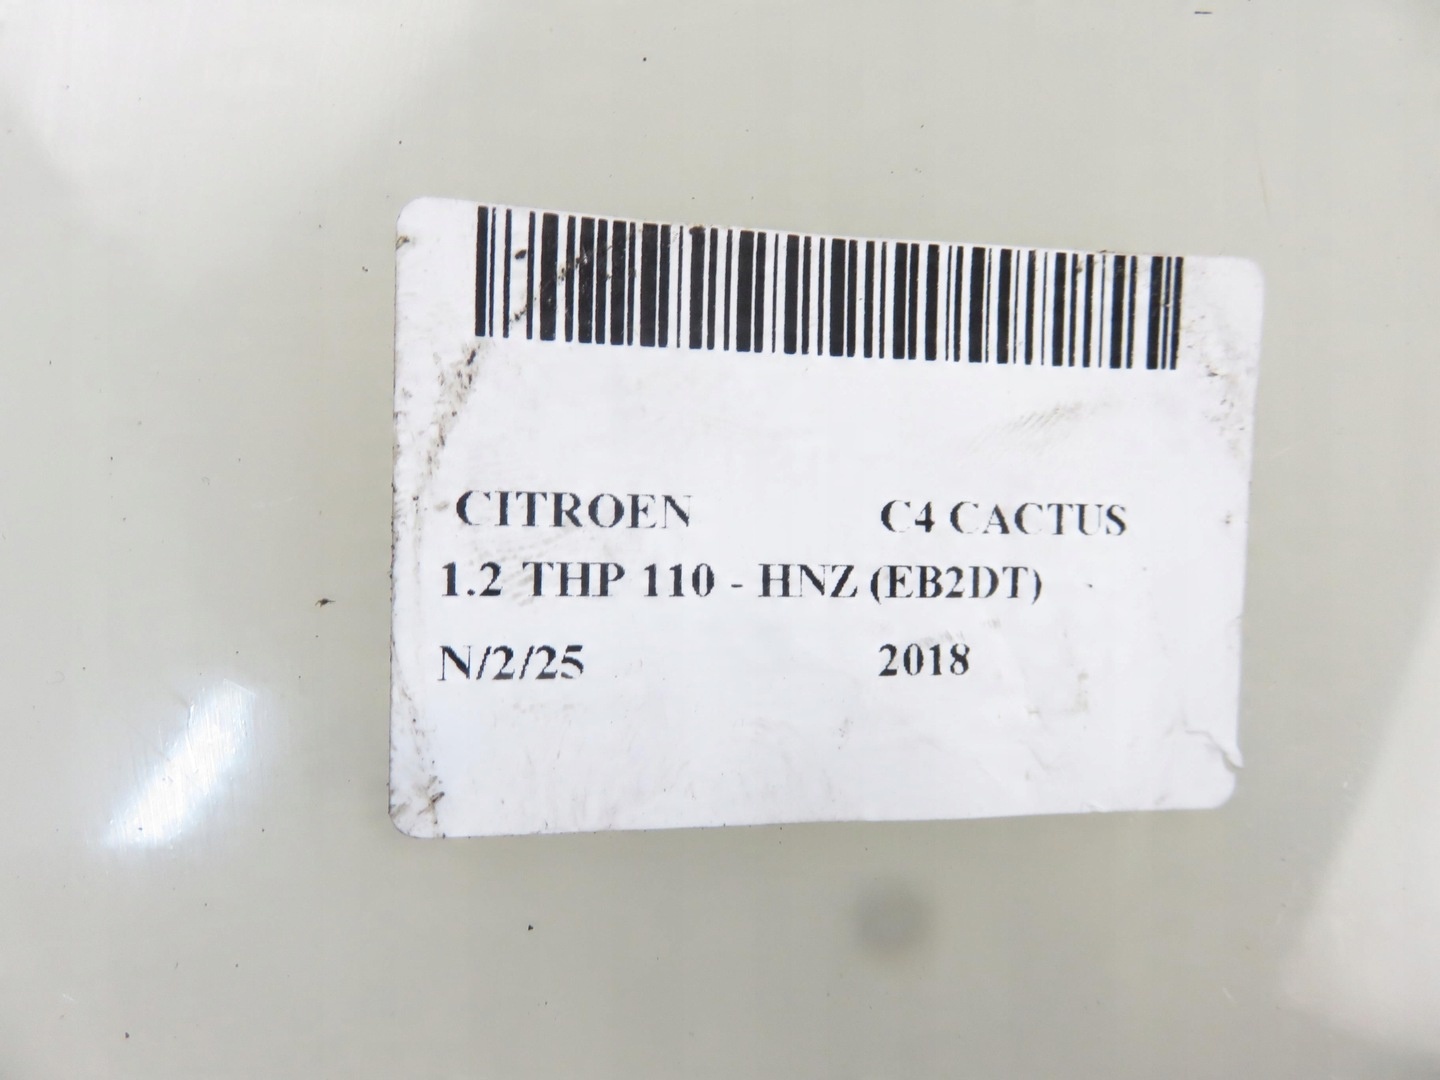 CITROEN C4 CACTUS
1.2 THP 110 - HNZ (EB2DT)
N/2/25 2018